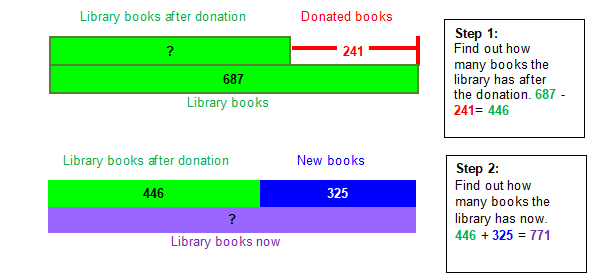 Library books after donation Donated books
? 241
687
Library books
Step 1:
Find out how
many books the
library has after
the donation. 687 -
241= 446
Library books after donation New books
446 325
?
Library books now
Step 2:
Find out how
many books the
library has now.
446 + 325 = 771